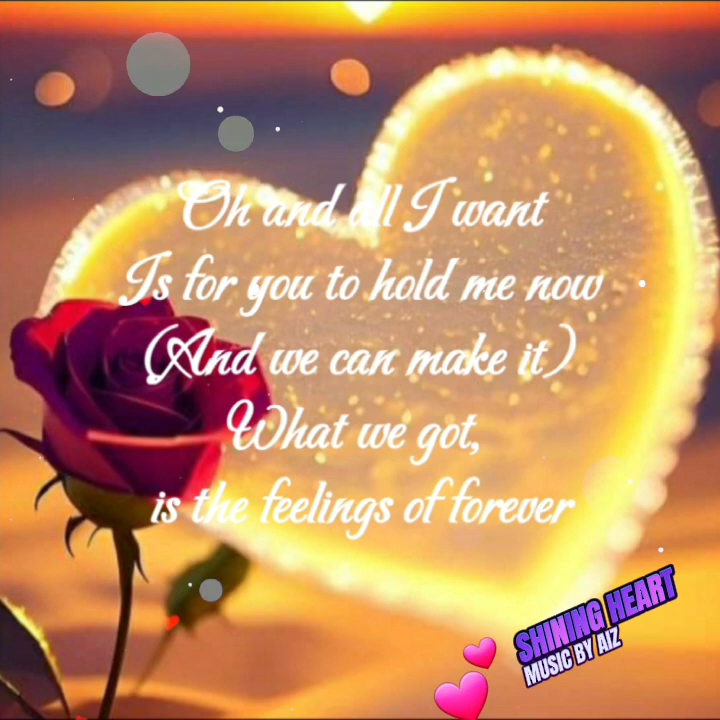 Oh and all I want
Is for you to hold me now
(And we can make it)
What we got,
is the feelings of forever
SHINING HEART
MUSIC BY AIZ